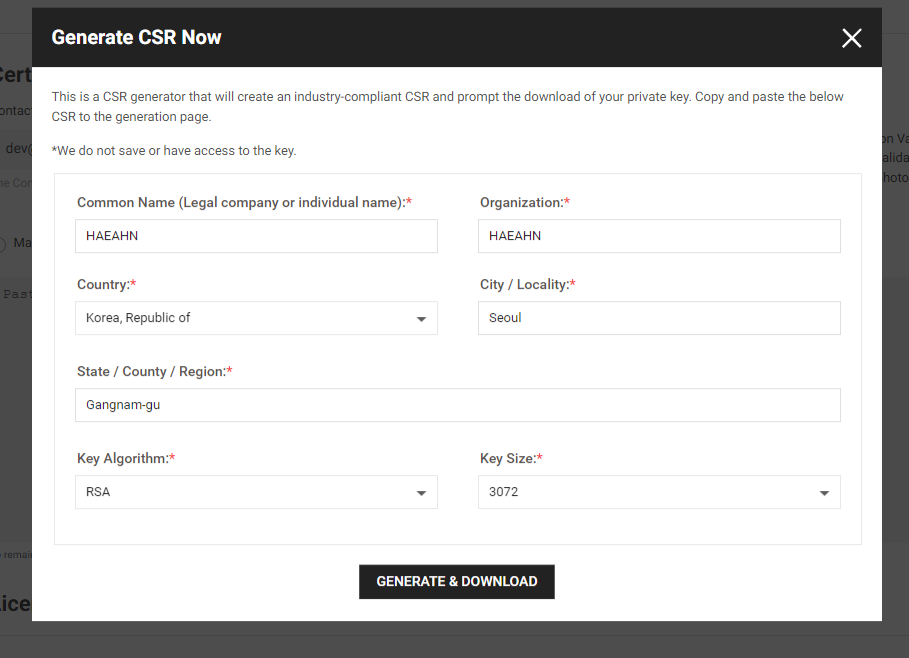 Generate CSR Now
This is a CSR generator that will create an industry-compliant CSR and prompt the download of your private key. Copy and paste the below
CSR to the generation page.
*We do not save or have access to the key.
Common Name (Legal company or individual name):*
HAEAHN
Organization:*
HAEAHN
Country:*
Korea, Republic of
City / Locality:*
Seoul
State / County / Region:*
Gangnam-gu
Key Algorithm:*
RSA
Key Size:*
3072
GENERATE & DOWNLOAD
dev@
Ma
Past